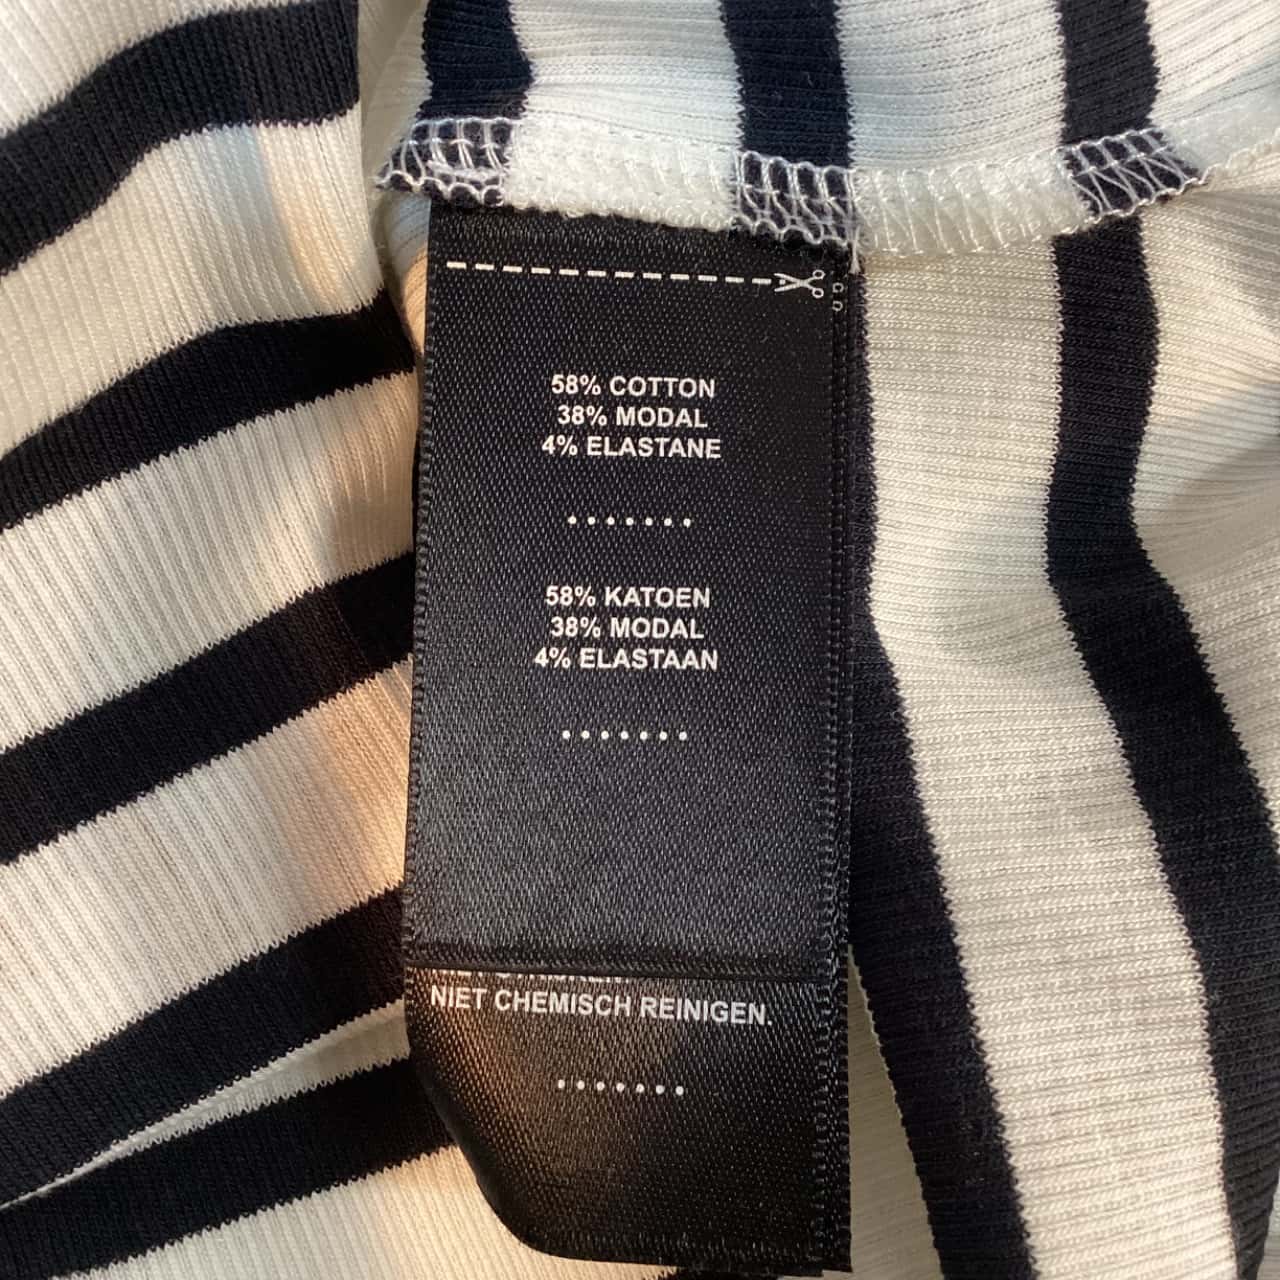 58% COTTON
38% MODAL
4% ELASTANE
58% KATOEN
38% MODAL
4% ELASTAAN
NIET CHEMISCH REINIGEN.